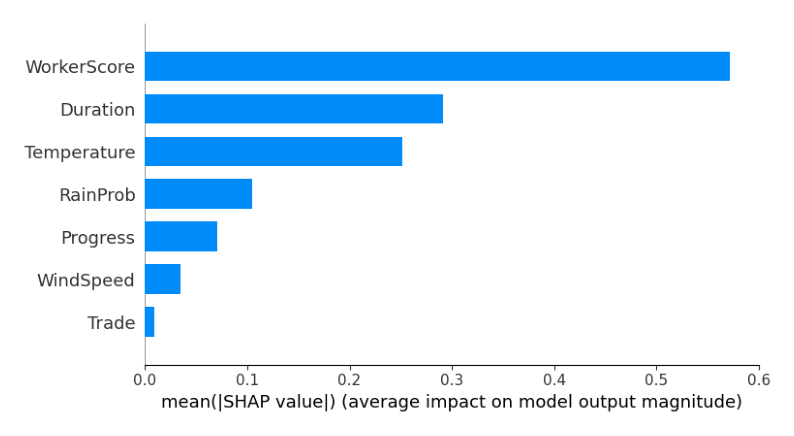 WorkerScore
Duration
Temperature
RainProb
Progress
WindSpeed
Trade
0.0 0.1 0.2 0.3 0.4 0.5 0.6
mean(|SHAP value|) (average impact on model output magnitude)